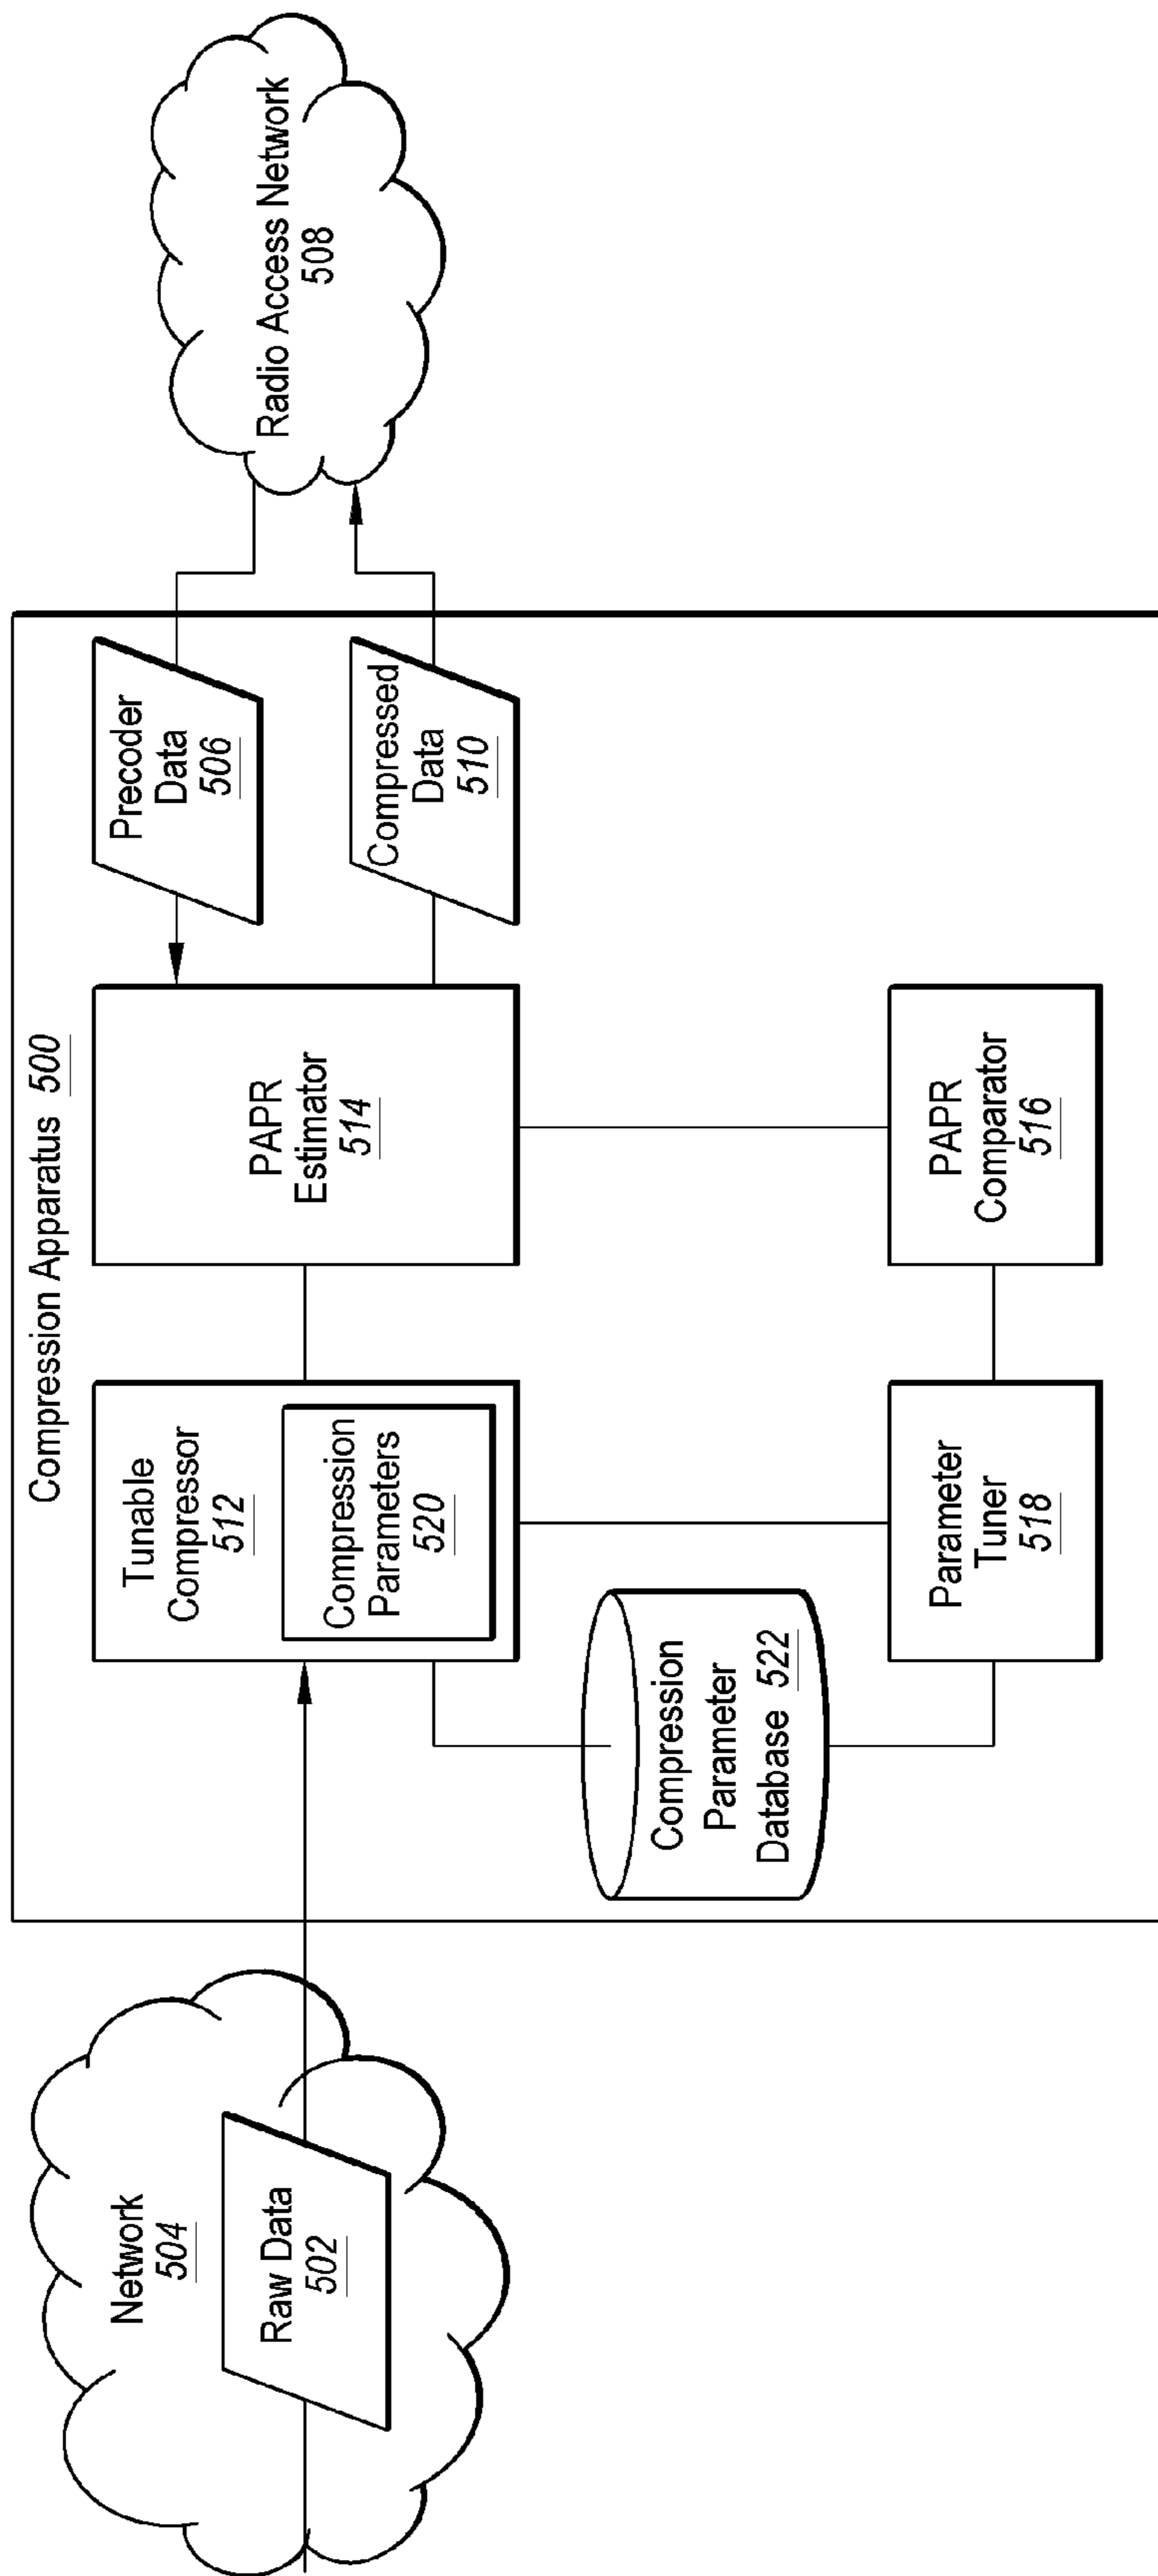 Compression Apparatus 500
Network
504
Raw Data
502
Tunable
Compressor
512
Compression
Parameters
520
PAPR
Estimator
514
Precoder
Data
506
Compressed
Data
510
Radio Access Network
508
Compression
Parameter
Database 522
Parameter
Tuner
518
PAPR
Comparator
516